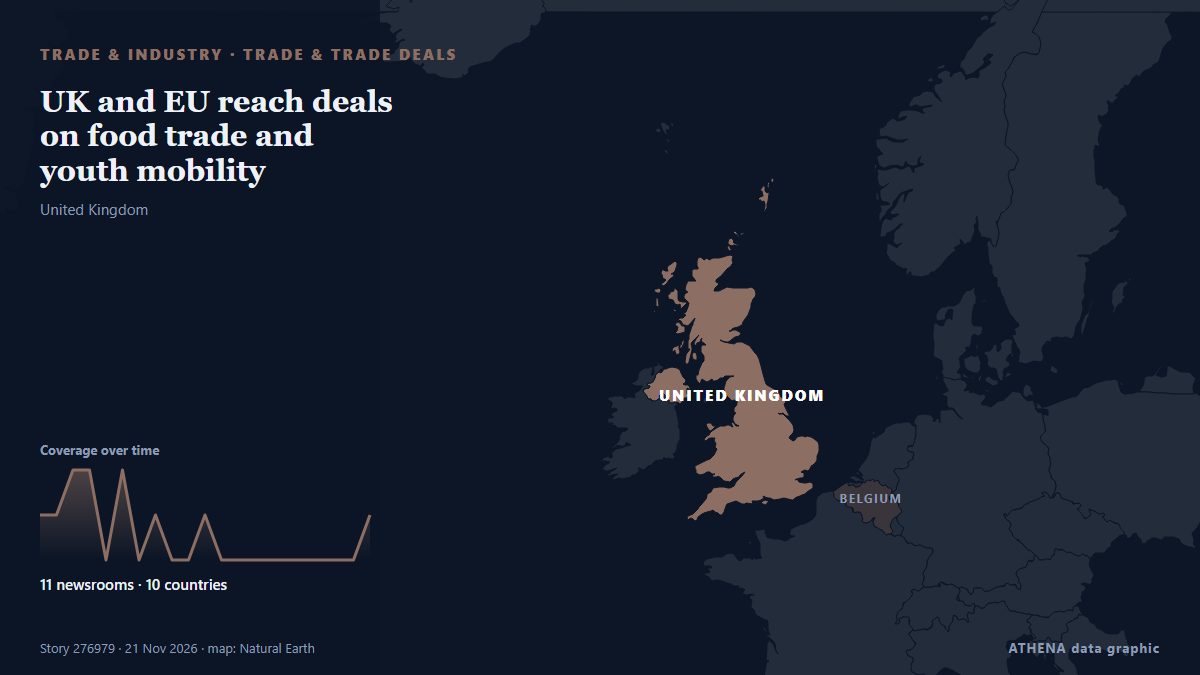 TRADE & INDUSTRY · TRADE & TRADE DEALS
UK and EU reach deals
on food trade and
youth mobility
United Kingdom
UNITED KINGDOM
BELGIUM
Coverage over time
11 newsrooms · 10 countries
Story 276979 · 21 Nov 2026 · map: Natural Earth
ATHENA data graphic